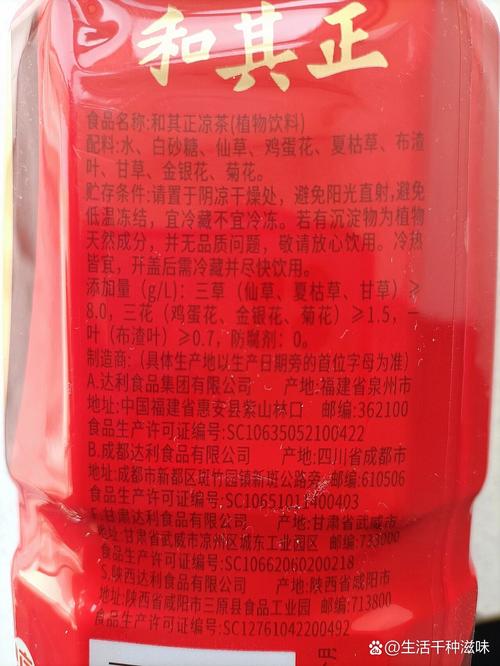 和其正
食品名称:和其正凉茶(植物饮料)
配料:水、白砂糖、仙草、鸡蛋花、夏枯草、布渣
叶、甘草、金银花、菊花。
贮存条件:请置于阴凉干燥处，避免阳光直射,避免
低温冻结，宜冷藏不宜冷冻。若有沉淀物为植物
天然成分，并无品质问题，敬请放心饮用。冷热
皆宜，开盖后需冷藏并尽快饮用。
添加量（g/L）：三草（仙草、夏枯草、甘草）≥
8.0，三花（鸡蛋花、金银花、菊花）≥1.5，一
叶（布渣叶）≥0.7，防腐剂：0。
制造商：（具体生产地以生产日期旁的首位字母为准）
A.达利食品集团有限公司 产地:福建省泉州市
地址:中国福建省惠安县紫山林口 邮编:362100
食品生产许可证编号:SC10635052100422
B.成都达利食品有限公司 产地:四川省成都市
地址:成都市新都区斑竹园镇新斑公路旁 邮编:610506
食品生产许可证编号:SC10651011400403
甘肃达利食品有限公司 产地:甘肃省武威市
地址:甘肃省武威市凉州区城东工业园区 邮编:733000
食品生产许可证编号:SC10662060200218
S.陕西达利食品有限公司 产地:陕西省咸阳市
地址:陕西省咸阳市三原县食品工业园 邮编:713800
食品生产许可证编号:
SC12761042200492
月
@生活千种滋味